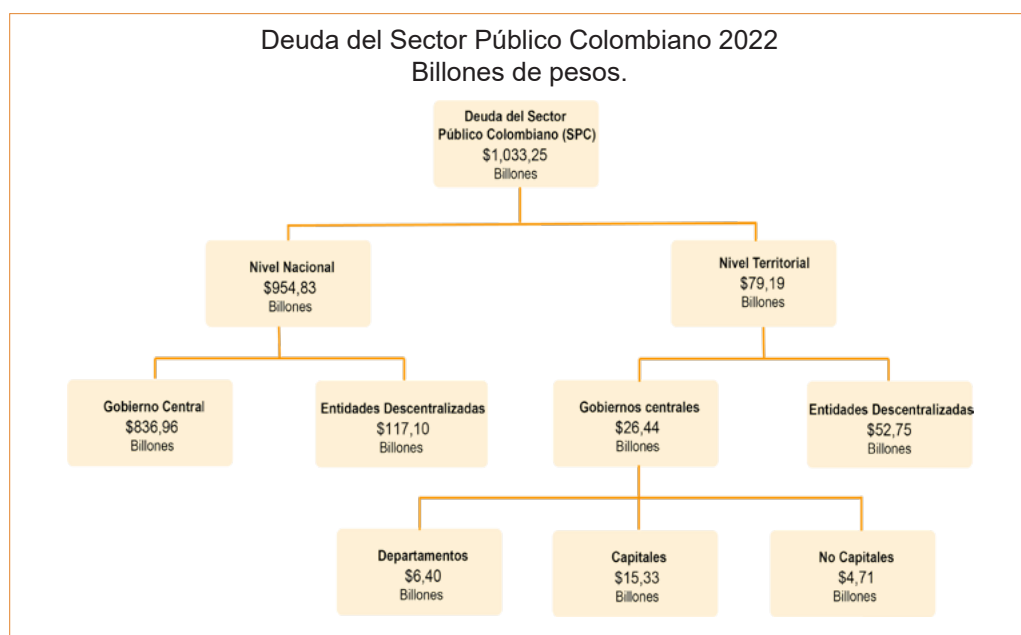 Deuda del Sector Público Colombiano 2022
Billones de pesos.
Deuda del Sector
Público Colombiano (SPC)
$1,033,25
Billones
Nivel Nacional
$954,83
Billones
Nivel Territorial
$79,19
Billones
Gobierno Central
$836,96
Billones
Entidades Descentralizadas
$117,10
Billones
Gobiernos centrales
$26,44
Billones
Entidades Descentralizadas
$52,75
Billones
Departamentos
$6,40
Billones
Capitales
$15,33
Billones
No Capitales
$4,71
Billones